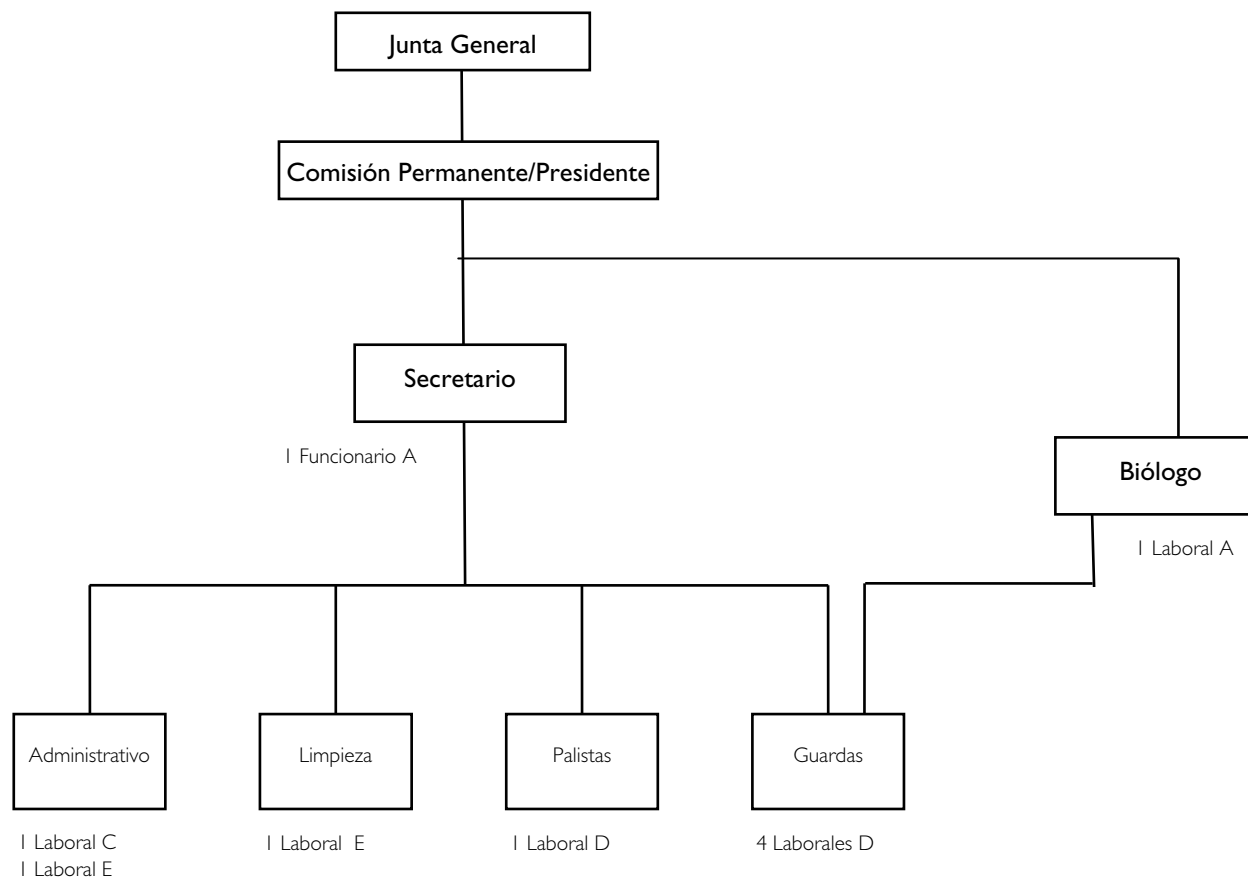 Junta General
Comisión Permanente/Presidente
Secretario
1 Funcionario A
Biólogo
1 Laboral A
Administrativo
Limpieza
Palistas
Guardas
1 Laboral C
1 Laboral E
1 Laboral E
1 Laboral D
4 Laborales D